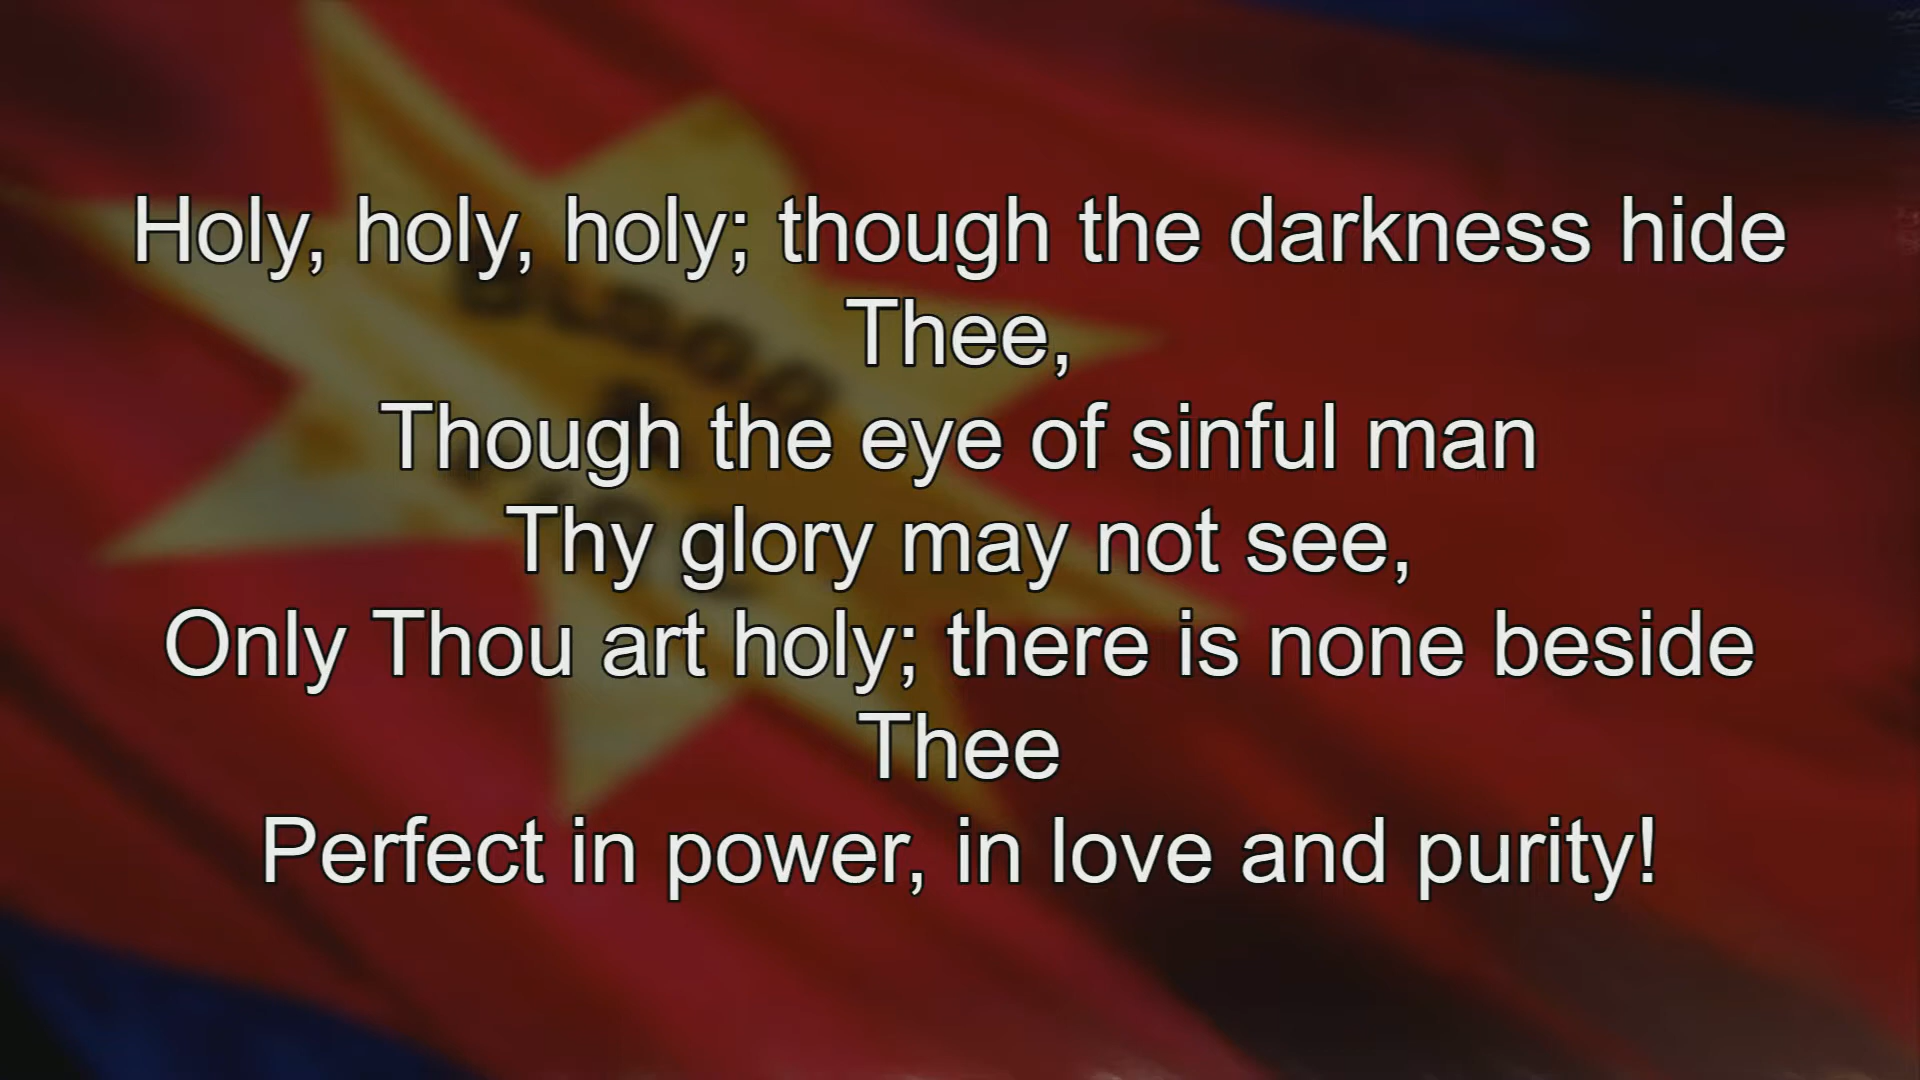 Holy, holy, holy; though the darkness hide
Thee,
Though the eye of sinful man
Thy glory may not see,
Only Thou art holy; there is none beside
Thee
Perfect in power, in love and purity!